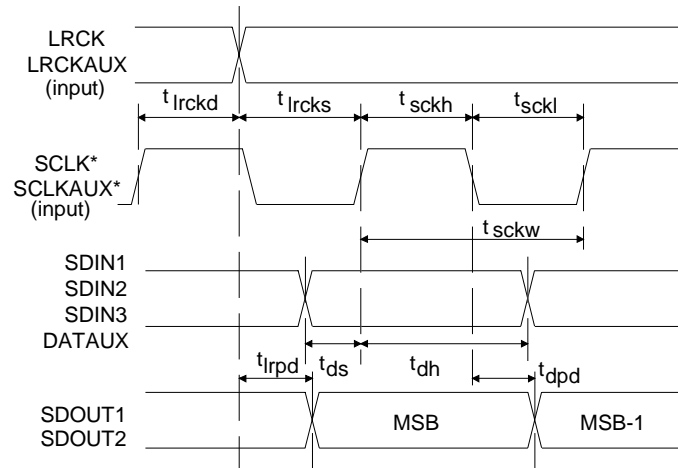 LRCK
LRCKAUX
(input)
t lrckd
t lrcks
t sckh
t sckl
SCLK*
SCLKAUX*
(input)
t sckw
SDIN1
SDIN2
SDIN3
DATAUX
t lrpd
t ds
t dh
t dpd
SDOUT1
SDOUT2
MSB
MSB-1